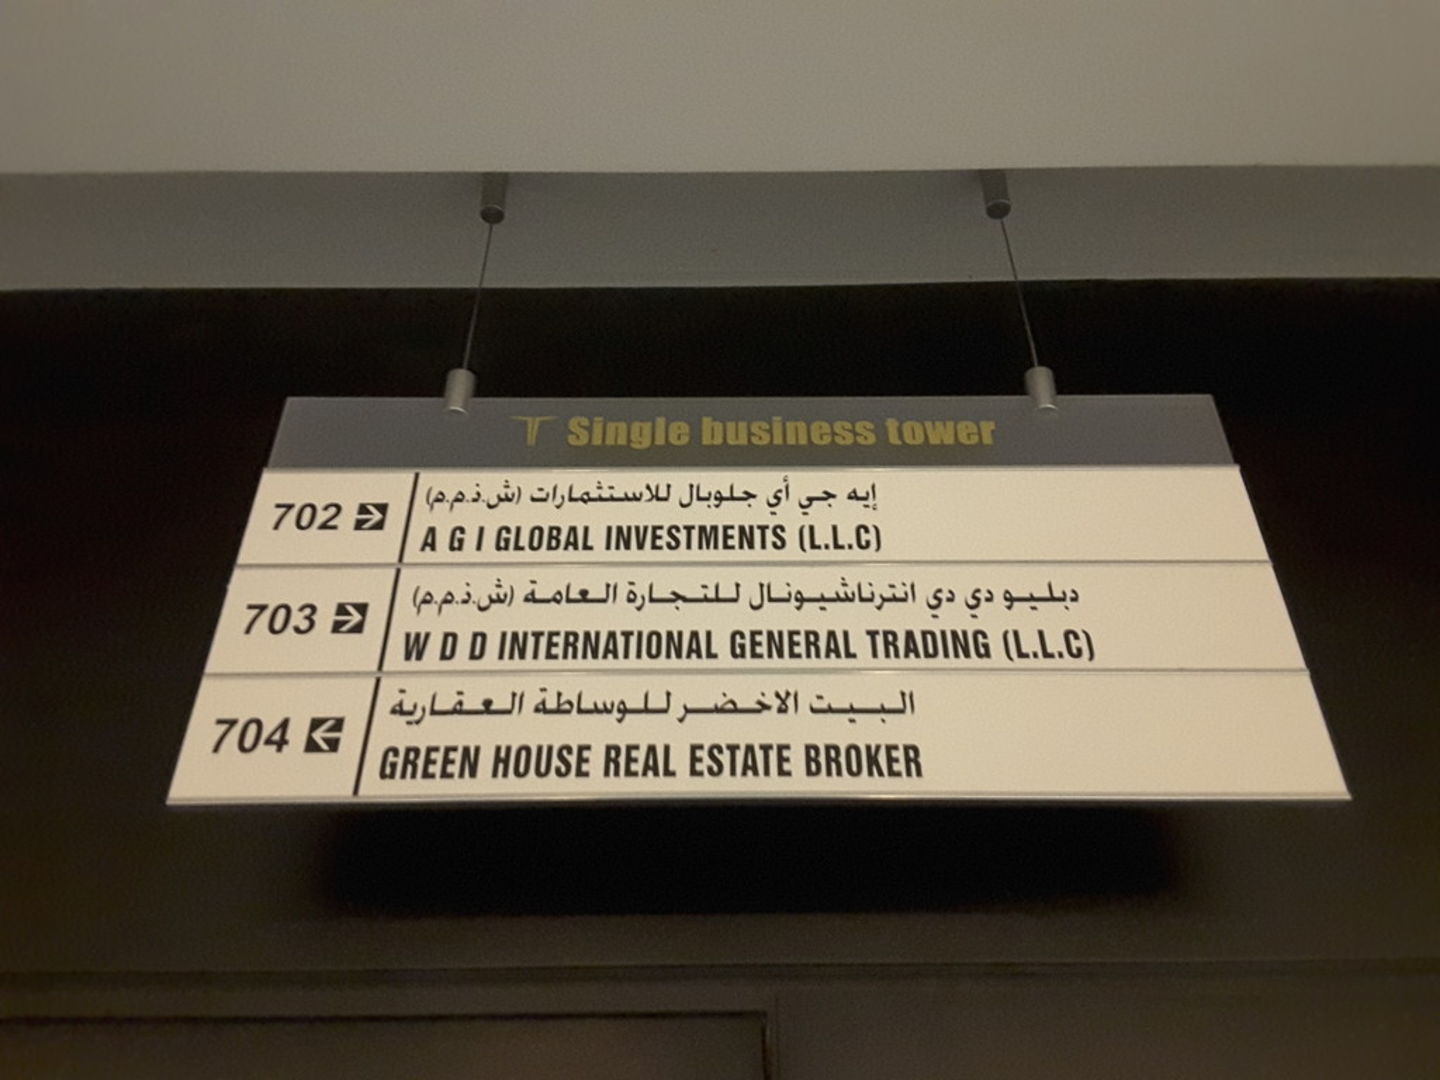 Single business tower
702
إيه جي أي جلوبال للاستثمارات (ش.ذ.م.م)
A G I GLOBAL INVESTMENTS (L.L.C)
703
دبليو دي دي انترناشيونال للتجارة العامة (ش.ذ.م.م)
W D D INTERNATIONAL GENERAL TRADING (L.L.C)
704
البيت الاخضر للوساطة العقارية
GREEN HOUSE REAL ESTATE BROKER